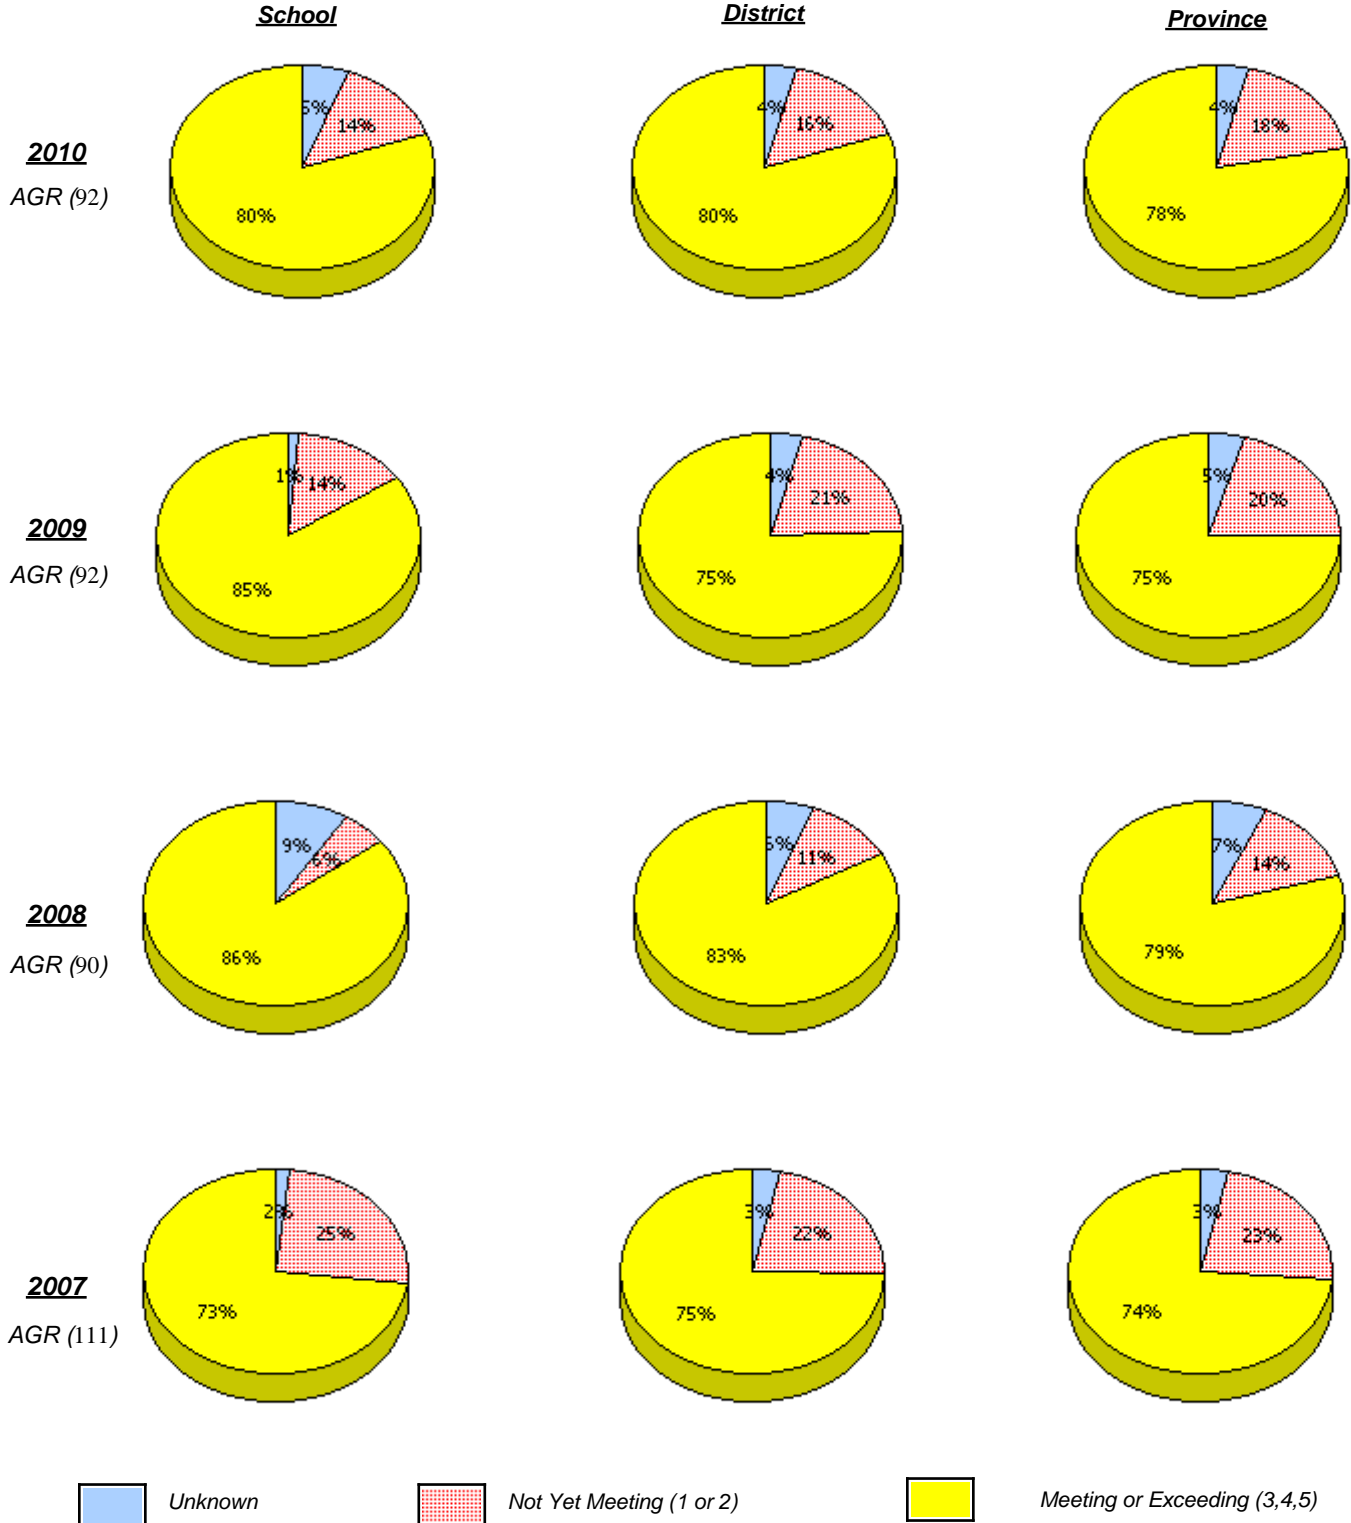 School District Province
2010
AGR (92)
5% 14% 80%
4% 16% 80%
4% 18% 78%
2009
AGR (92)
1% 14% 85%
4% 21% 75%
5% 20% 75%
2008
AGR (90)
9% 6% 86%
11% 83%
7% 14% 79%
2007
AGR (111)
2% 25% 73%
3% 22% 75%
3% 23% 74%
Unknown Not Yet Meeting (1 or 2) Meeting or Exceeding (3,4,5)